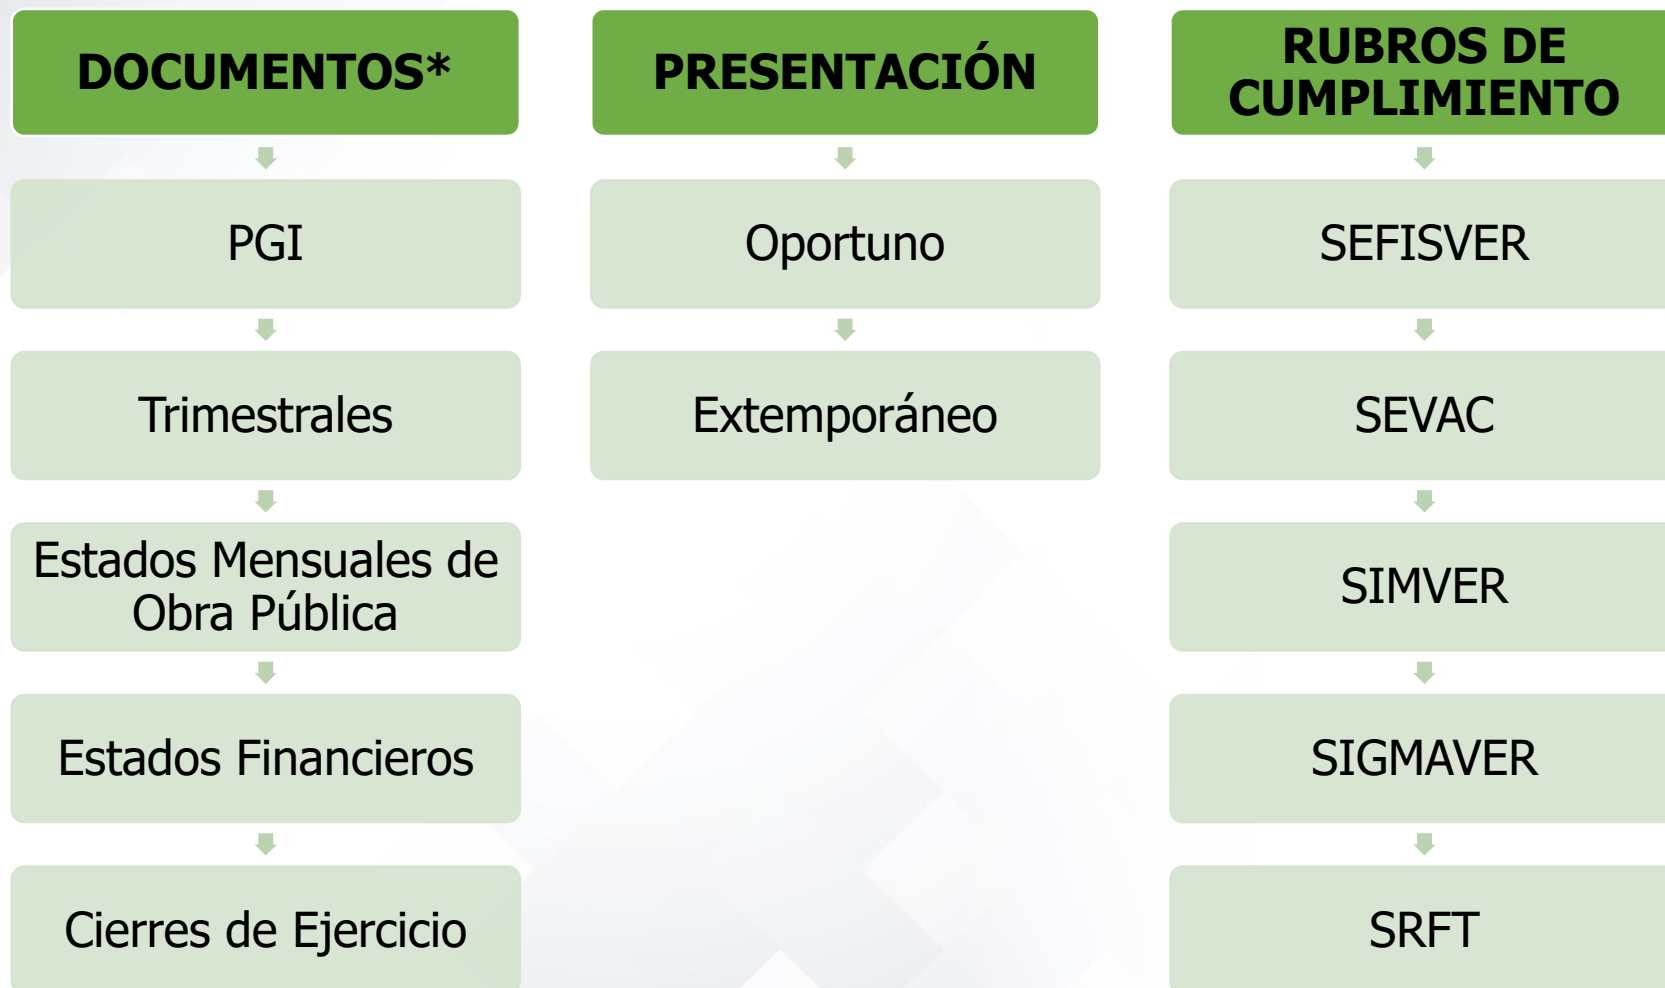 DOCUMENTOS*
PGI
Trimestrales
Estados Mensuales de
Obra Pública
Estados Financieros
Cierres de Ejercicio
PRESENTACIÓN
Oportuno
Extemporáneo
RUBROS DE
CUMPLIMIENTO
SEFISVER
SEVAC
SIMVER
SIGMAVER
SRFT